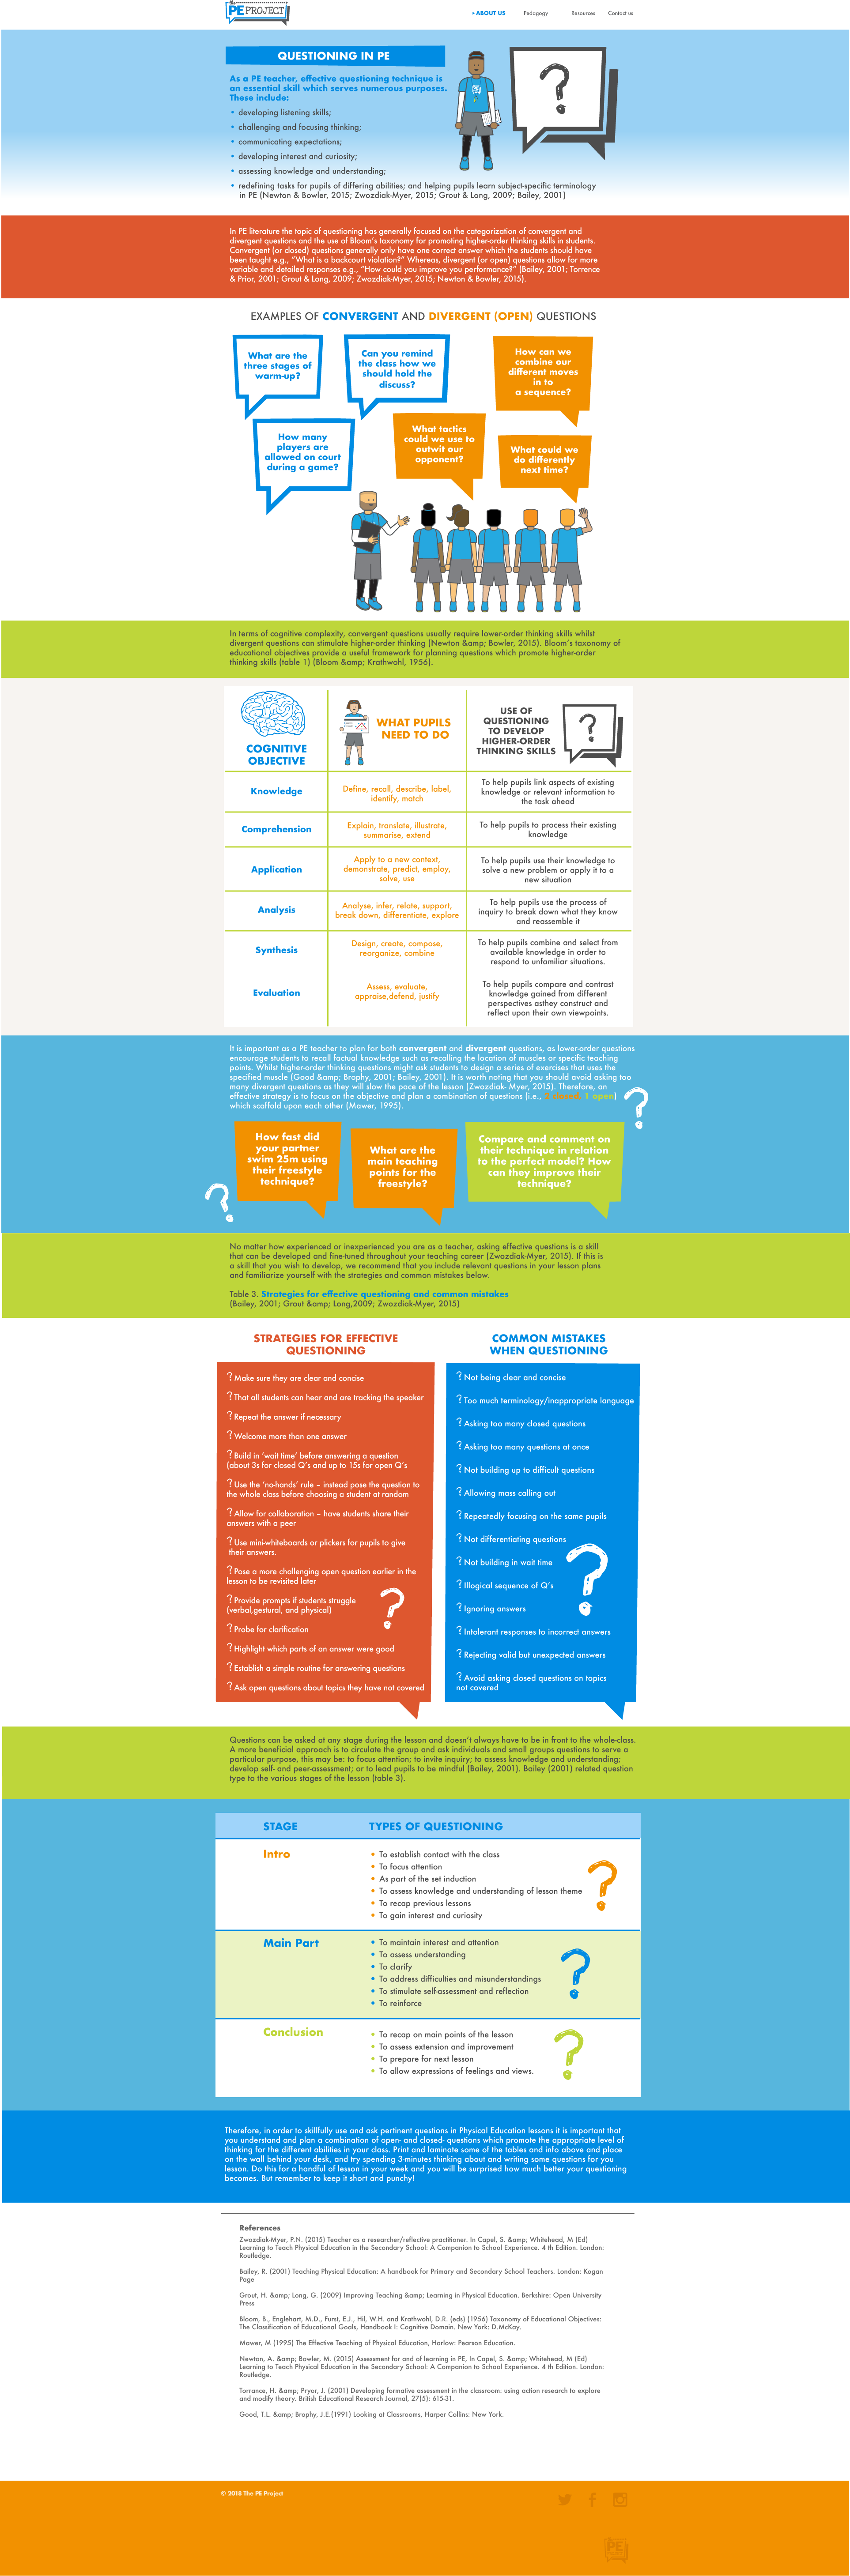 the
PE PROJECT
• ABOUT US
Pedagogy
Resources
Contact us
QUESTIONING IN PE
As a PE teacher, effective questioning technique is
an essential skill which serves numerous purposes.
These include:
• developing listening skills;
• challenging and focusing thinking;
• communicating expectations;
• developing interest and curiosity;
• assessing knowledge and understanding;
• redefining tasks for pupils of differing abilities; and helping pupils learn subject-specific terminology
in PE (Newton & Bowler, 2015; Zwozdiak-Myer, 2015; Grout & Long, 2009; Bailey, 2001)
?
In PE literature the topic of questioning has generally focused on the categorization of convergent and
divergent questions and the use of Bloom's taxonomy for promoting higher-order thinking skills in students.
Convergent (or closed) questions generally only have one correct answer which the students should have
been taught e.g., "What is a backcourt violation?" Whereas, divergent (or open) questions allow for more
variable and detailed responses e.g., "How could you improve you performance?" (Bailey, 2001; Torrence
& Prior, 2001; Grout & Long, 2009; Zwozdiak-Myer, 2015; Newton & Bowler, 2015).
EXAMPLES OF CONVERGENT AND DIVERGENT (OPEN) QUESTIONS
What are the
three stages of
warm-up?
Can you remind
the class how we
should hold the
discuss?
How can we
combine our
different moves
in to
a sequence?
How many
players are
allowed on court
during a game?
What tactics
could we use to
outwit our
opponent?
What could we
do differently
next time?
In terms of cognitive complexity, convergent questions usually require lower-order thinking skills whilst
divergent questions can stimulate higher-order thinking (Newton &amp; Bowler, 2015). Bloom's taxonomy of
educational objectives provide a useful framework for planning questions which promote higher-order
thinking skills (table 1) (Bloom &amp; Krathwohl, 1956).
COGNITIVE
OBJECTIVE
WHAT PUPILS
NEED TO DO
USE OF
QUESTIONING
TO DEVELOP
HIGHER-ORDER
THINKING SKILLS
?
Knowledge
Define, recall, describe, label,
identify, match
To help pupils link aspects of existing
knowledge or relevant information to
the task ahead
Comprehension
Explain, translate, illustrate,
summarise, extend
To help pupils to process their existing
knowledge
Application
Apply to a new context,
demonstrate, predict, employ,
solve, use
To help pupils use their knowledge to
solve a new problem or apply it to a
new situation
Analysis
Analyse, infer, relate, support,
break down, differentiate, explore
To help pupils use the process of
inquiry to break down what they know
and reassemble it
Synthesis
Design, create, compose,
reorganize, combine
To help pupils combine and select from
available knowledge in order to
respond to unfamiliar situations.
Evaluation
Assess, evaluate,
appraise,defend, justify
To help pupils compare and contrast
knowledge gained from different
perspectives asthey construct and
reflect upon their own viewpoints.
It is important as a PE teacher to plan for both convergent and divergent questions, as lower-order questions
encourage students to recall factual knowledge such as recalling the location of muscles or specific teaching
points. Whilst higher-order thinking questions might ask students to design a series of exercises that uses the
specified muscle (Good &amp; Brophy, 2001; Bailey, 2001). It is worth noting that you should avoid asking too
many divergent questions as they will slow the pace of the lesson (Zwozdiak- Myer, 2015). Therefore, an
effective strategy is to focus on the objective and plan a combination of questions (i.e., 2 closed, 1 open)
which scaffold upon each other (Mawer, 1995).
?
How fast did
your partner
swim 25m using
their freestyle
technique?
What are the
main teaching
points for the
freestyle?
Compare and comment on
their technique in relation
to the perfect model? How
can they improve their
technique?
?
No matter how experienced or inexperienced you are as a teacher, asking effective questions is a skill
that can be developed and fine-tuned throughout your teaching career (Zwozdiak-Myer, 2015). If this is
a skill that you wish to develop, we recommend that you include relevant questions in your lesson plans
and familiarize yourself with the strategies and common mistakes below.
Table 3. Strategies for effective questioning and common mistakes
(Bailey, 2001; Grout &amp; Long,2009; Zwozdiak-Myer, 2015)
STRATEGIES FOR EFFECTIVE
QUESTIONING
? Make sure they are clear and concise
? That all students can hear and are tracking the speaker
? Repeat the answer if necessary
? Welcome more than one answer
? Build in 'wait time' before answering a question
(about 3s for closed Q's and up to 15s for open Q's
? Use the 'no-hands' rule – instead pose the question to
the whole class before choosing a student at random
? Allow for collaboration – have students share their
answers with a peer
? Use mini-whiteboards or plickers for pupils to give
their answers.
? Pose a more challenging open question earlier in the
lesson to be revisited later
? Provide prompts if students struggle
(verbal,gestural, and physical)
? Probe for clarification
? Highlight which parts of an answer were good
? Establish a simple routine for answering questions
? Ask open questions about topics they have not covered
?
COMMON MISTAKES
WHEN QUESTIONING
? Not being clear and concise
? Too much terminology/inappropriate language
? Asking too many closed questions
? Asking too many questions at once
? Not building up to difficult questions
? Allowing mass calling out
? Repeatedly focusing on the same pupils
? Not differentiating questions
? Not building in wait time
? Illogical sequence of Q's
? Ignoring answers
? Intolerant responses to incorrect answers
? Rejecting valid but unexpected answers
? Avoid asking closed questions on topics
not covered
?
Questions can be asked at any stage during the lesson and doesn't always have to be in front to the whole-class.
A more beneficial approach is to circulate the group and ask individuals and small groups questions to serve a
particular purpose, this may be: to focus attention; to invite inquiry; to assess knowledge and understanding;
develop self- and peer-assessment; or to lead pupils to be mindful (Bailey, 2001). Bailey (2001) related question
type to the various stages of the lesson (table 3).
STAGE
TYPES OF QUESTIONING
Intro
• To establish contact with the class
• To focus attention
• As part of the set induction
• To assess knowledge and understanding of lesson theme
• To recap previous lessons
• To gain interest and curiosity
?
Main Part
• To maintain interest and attention
• To assess understanding
• To clarify
• To address difficulties and misunderstandings
• To stimulate self-assessment and reflection
• To reinforce
?
Conclusion
• To recap on main points of the lesson
• To assess extension and improvement
• To prepare for next lesson
• To allow expressions of feelings and views.
?
Therefore, in order to skillfully use and ask pertinent questions in Physical Education lessons it is important that
you understand and plan a combination of open- and closed- questions which promote the appropriate level of
thinking for the different abilities in your class. Print and laminate some of the tables and info above and place
on the wall behind your desk, and try spending 3-minutes thinking about and writing some questions for you
lesson. Do this for a handful of lesson in your week and you will be surprised how much better your questioning
becomes. But remember to keep it short and punchy!
References
Zwozdiak-Myer, P.N. (2015) Teacher as a researcher/reflective practitioner. In Capel, S. &amp; Whitehead, M (Ed)
Learning to Teach Physical Education in the Secondary School: A Companion to School Experience. 4 th Edition. London:
Routledge.
Bailey, R. (2001) Teaching Physical Education: A handbook for Primary and Secondary School Teachers. London: Kogan
Page
Grout, H. &amp; Long, G. (2009) Improving Teaching &amp; Learning in Physical Education. Berkshire: Open University
Press
Bloom, B., Englehart, M.D., Furst, E.J., Hil, W.H. and Krathwohl, D.R. (eds) (1956) Taxonomy of Educational Objectives:
The Classification of Educational Goals, Handbook I: Cognitive Domain. New York: D.McKay.
Mawer, M (1995) The Effective Teaching of Physical Education, Harlow: Pearson Education.
Newton, A. &amp; Bowler, M. (2015) Assessment for and of learning in PE, In Capel, S. &amp; Whitehead, M (Ed)
Learning to Teach Physical Education in the Secondary School: A Companion to School Experience. 4 th Edition. London:
Routledge.
Torrance, H. &amp; Pryor, J. (2001) Developing formative assessment in the classroom: using action research to explore
and modify theory. British Educational Research Journal, 27(5): 615-31.
Good, T.L. &amp; Brophy, J.E.(1991) Looking at Classrooms, Harper Collins: New York.
© 2018 The PE Project
PE